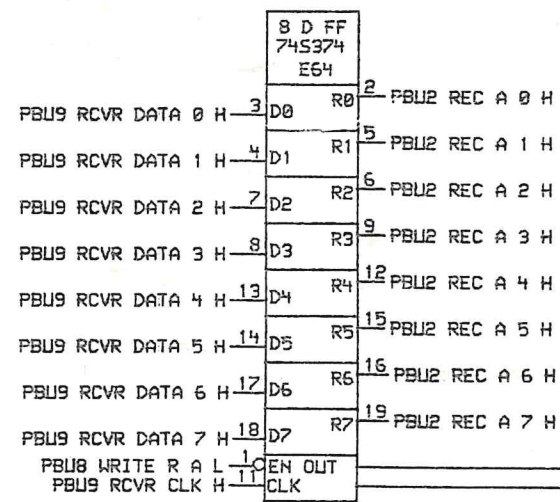 8 D FF
74S374
E64
2
PBU9 RCVR DATA 0 H 3 D0 R0 PBU2 REC A 0 H
5
PBU9 RCVR DATA 1 H 4 D1 R1 PBU2 REC A 1 H
6
PBU9 RCVR DATA 2 H 7 D2 R2 PBU2 REC A 2 H
9
PBU9 RCVR DATA 3 H 8 D3 R3 PBU2 REC A 3 H
12
PBU9 RCVR DATA 4 H 13 D4 R4 PBU2 REC A 4 H
15
PBU9 RCVR DATA 5 H 14 D5 R5 PBU2 REC A 5 H
16
PBU9 RCVR DATA 6 H 17 D6 R6 PBU2 REC A 6 H
19
PBU9 RCVR DATA 7 H 18 D7 R7 PBU2 REC A 7 H
PBU8 WRITE R A L 1 EN OUT
PBU9 RCVR CLK H 11 CLK